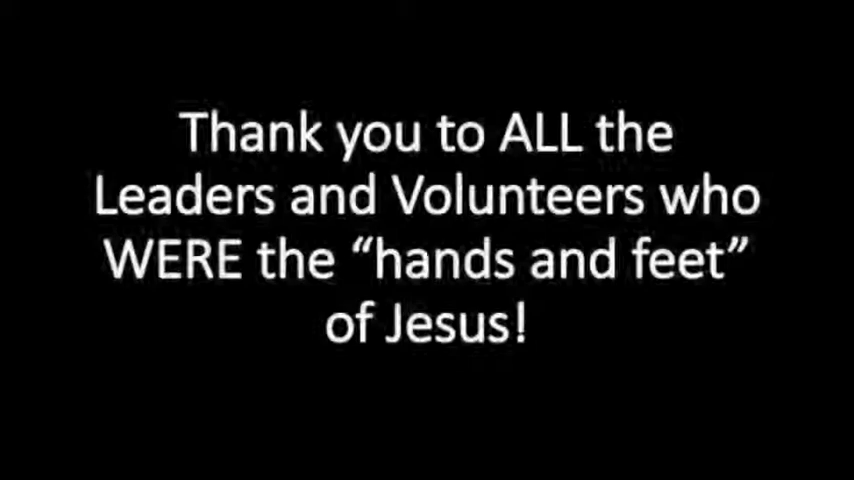 Thank you to ALL the
Leaders and Volunteers who
WERE the “hands and feet”
of Jesus!